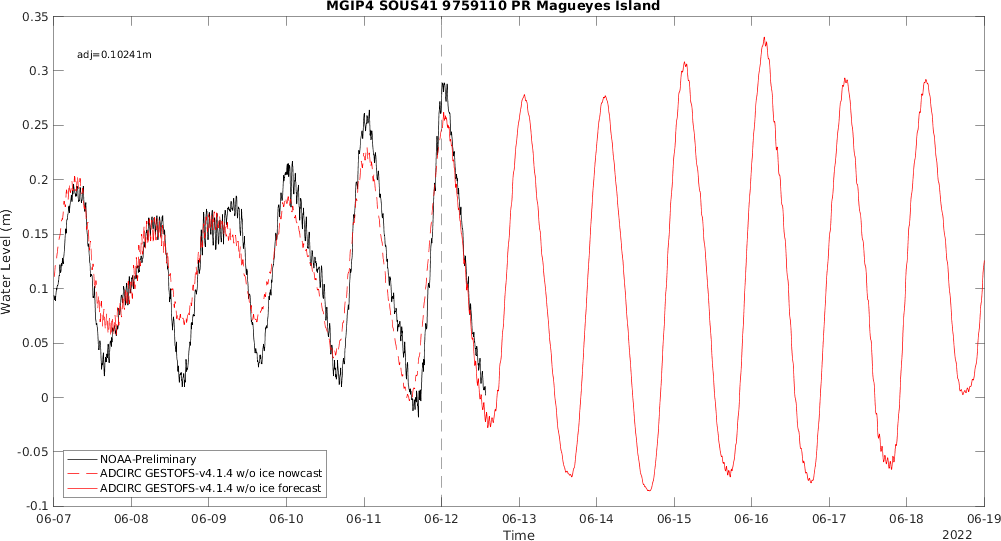 MGIP4 SOUS41 9759110 PR Magueyes Island
adj=0.10241m
0.35
0.3
0.25
0.2
0.15
0.1
0.05
0
-0.05
-0.1
Water Level (m)
NOAA-Preliminary
ADCIRC GESTOFS-v4.1.4 w/o ice nowcast
ADCIRC GESTOFS-v4.1.4 w/o ice forecast
06-07 06-08 06-09 06-10 06-11 06-12 06-13 06-14 06-15 06-16 06-17 06-18 06-19
Time
2022